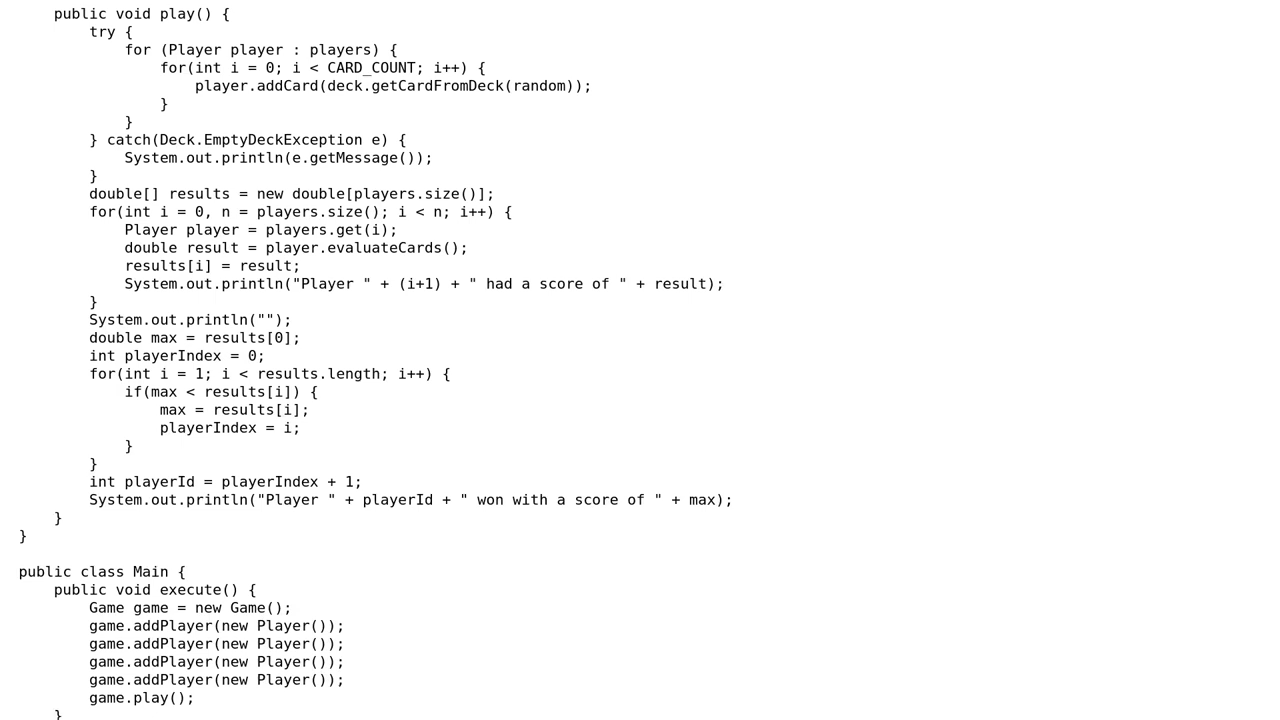 public void play() {
try {
for (Player player : players) {
for(int i = 0; i < CARD_COUNT; i++) {
player.addCard(deck.getCardFromDeck(random));
}
}
} catch(Deck.EmptyDeckException e) {
System.out.println(e.getMessage());
}
double[] results = new double[players.size()];
for(int i = 0, n = players.size(); i < n; i++) {
Player player = players.get(i);
double result = player.evaluateCards();
results[i] = result;
System.out.println("Player " + (i+1) + " had a score of " + result);
}
System.out.println("");
double max = results[0];
int playerIndex = 0;
for(int i = 1; i < results.length; i++) {
if(max < results[i]) {
max = results[i];
playerIndex = i;
}
}
int playerId = playerIndex + 1;
System.out.println("Player " + playerId + " won with a score of " + max);
}
}
public class Main {
public void execute() {
Game game = new Game();
game.addPlayer(new Player());
game.addPlayer(new Player());
game.addPlayer(new Player());
game.addPlayer(new Player());
game.play();
}